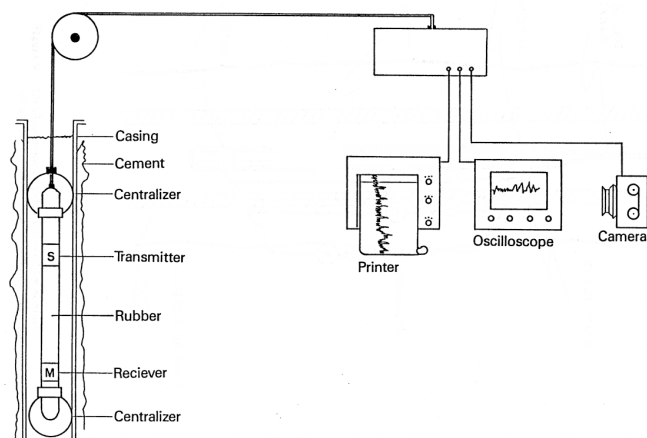 Casing
Cement
Centralizer
S
Transmitter
Rubber
M
Reciever
Centralizer
Printer
Oscilloscope
Camera